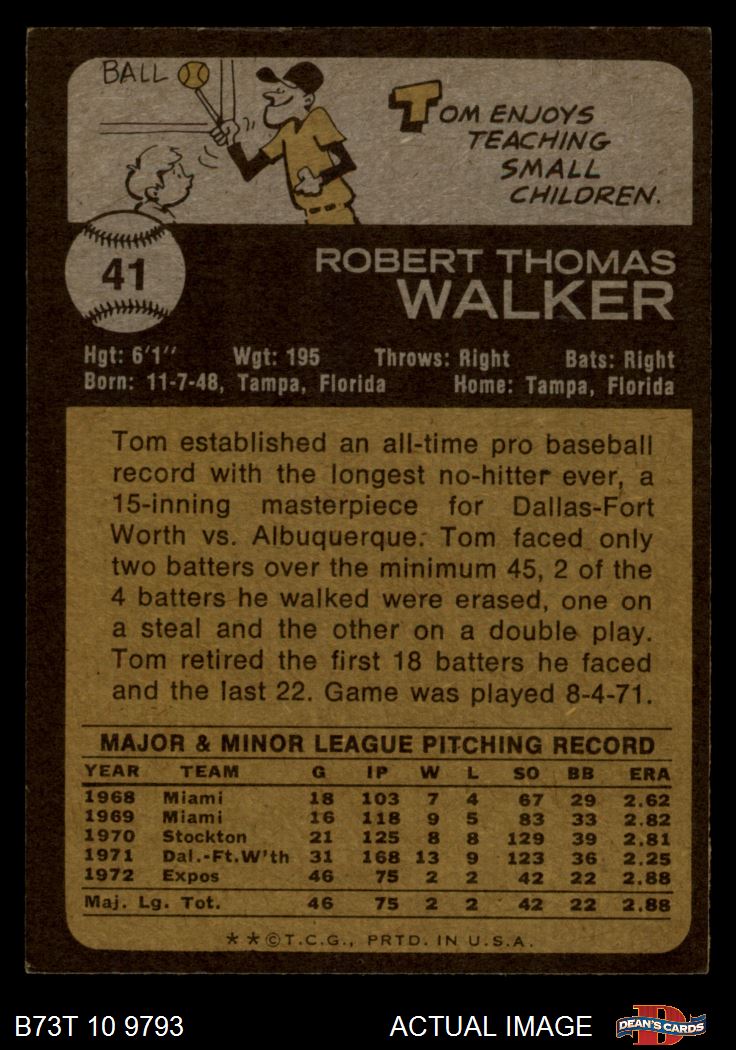 BALL
TOM ENJOYS
TEACHING
SMALL
CHILDREN.
41
ROBERT THOMAS
WALKER
Hgt: 6'1'' Wgt: 195 Throws: Right Bats: Right
Born: 11-7-48, Tampa, Florida Home: Tampa, Florida
Tom established an all-time pro baseball
record with the longest no-hitter ever, a
15-inning masterpiece for Dallas-Fort
Worth vs. Albuquerque. Tom faced only
two batters over the minimum 45, 2 of the
4 batters he walked were erased, one on
a steal and the other on a double play.
Tom retired the first 18 batters he faced
and the last 22. Game was played 8-4-71.
MAJOR & MINOR LEAGUE PITCHING RECORD
YEAR TEAM G IP W L SO BB ERA
1968 Miami 18 103 7 4 67 29 2.62
1969 Miami 16 118 9 5 83 33 2.82
1970 Stockton 21 125 8 8 129 39 2.81
1971 Dal.-Ft.W'th 31 168 13 9 123 36 2.25
1972 Expos 46 75 2 2 42 22 2.88
Maj. Lg. Tot. 46 75 2 2 42 22 2.88
**©T.C.G., PRTD. IN U.S.A.
B73T 10 9793 ACTUAL IMAGE D DEAN'S CARDS